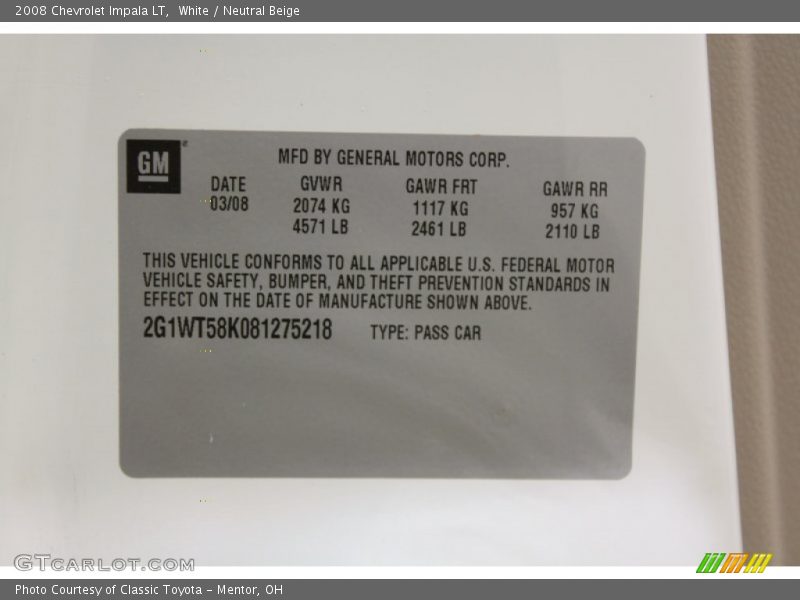 2008 Chevrolet Impala LT,  White / Neutral Beige
GM
MFD BY GENERAL MOTORS CORP.
DATE GVWR GAWR FRT GAWR RR
03/08 2074 KG 1117 KG 957 KG
4571 LB 2461 LB 2110 LB
THIS VEHICLE CONFORMS TO ALL APPLICABLE U.S. FEDERAL MOTOR
VEHICLE SAFETY, BUMPER, AND THEFT PREVENTION STANDARDS IN
EFFECT ON THE DATE OF MANUFACTURE SHOWN ABOVE.
2G1WT58K081275218 TYPE: PASS CAR
GTCARLOT.COM
Photo Courtesy of Classic Toyota - Mentor, OH